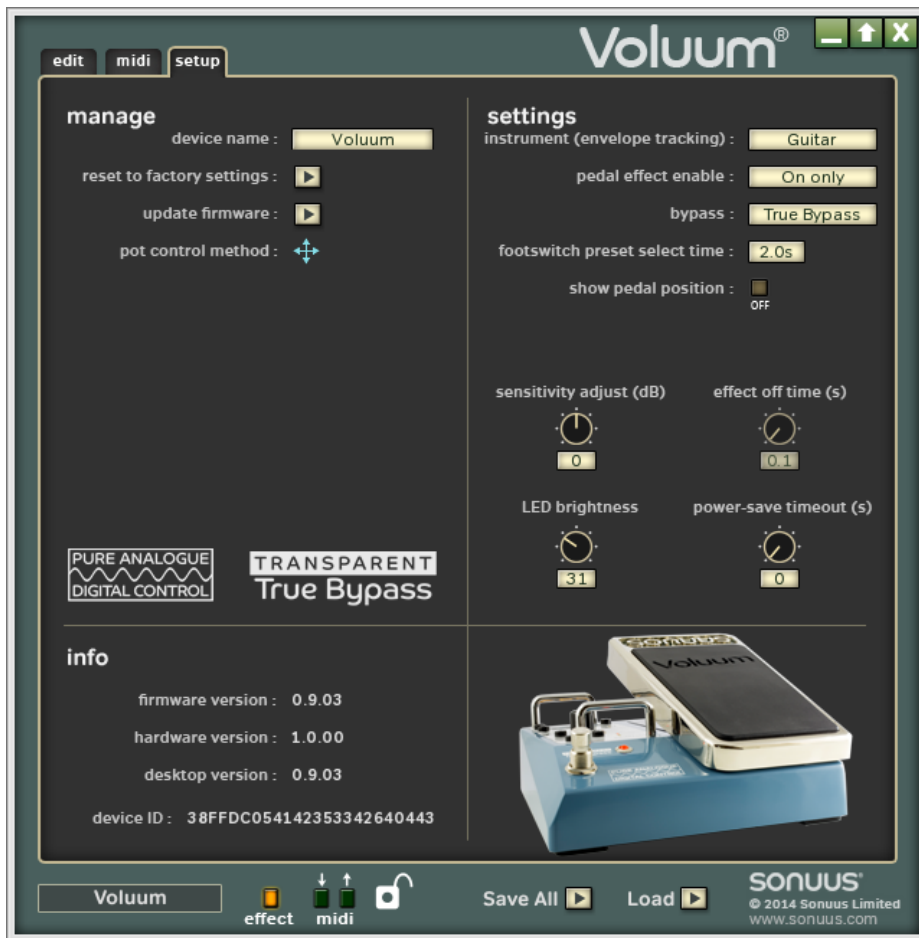 Voluum®
edit midi setup
manage
device name : Voluum
reset to factory settings :
update firmware :
pot control method :
settings
instrument (envelope tracking) : Guitar
pedal effect enable : On only
bypass : True Bypass
footswitch preset select time : 2.0s
show pedal position :
OFF
sensitivity adjust (dB) effect off time (s)
0 0.1
LED brightness power-save timeout (s)
31 0
PURE ANALOGUE
DIGITAL CONTROL
TRANSPARENT
True Bypass
info
firmware version : 0.9.03
hardware version : 1.0.00
desktop version : 0.9.03
device ID : 38FFDC054142353342640443
sonuus
Voluum
PURE ANALOGUE
DIGITAL CONTROL
Voluum
effect midi
Save All Load
sonuus®
© 2014 Sonuus Limited
www.sonuus.com